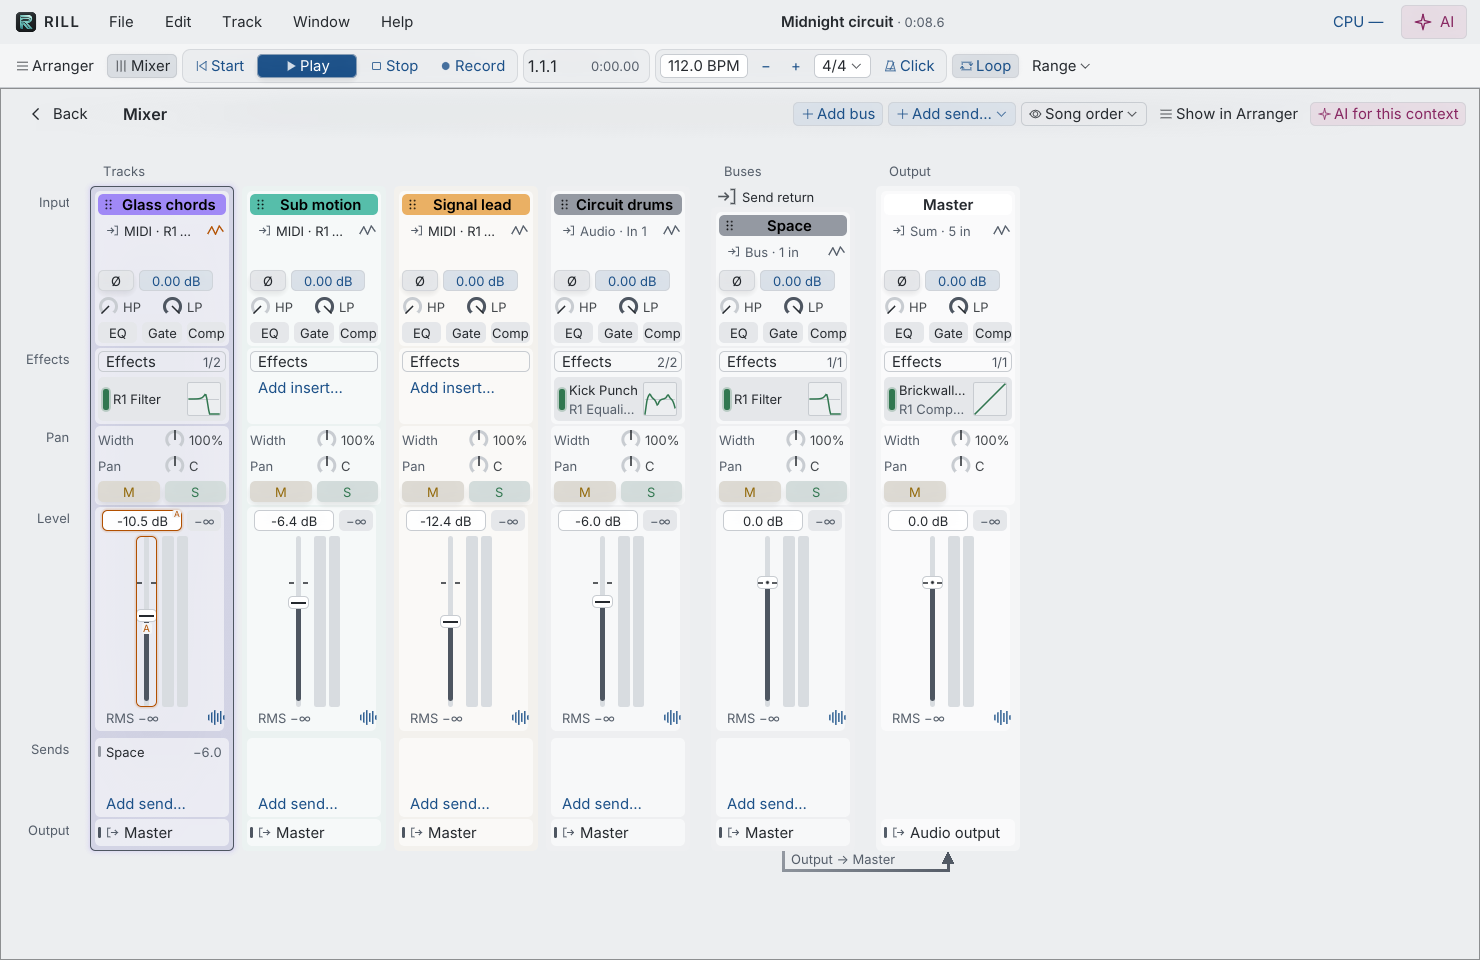 RILL File Edit Track Window Help Midnight circuit · 0:08.6 CPU — AI
Arranger Mixer Start Play Stop Record 1.1.1 0:00.00 112.0 BPM − + 4/4 Click Loop Range
Back Mixer + Add bus + Add send... Song order Show in Arranger AI for this context
Tracks Buses Output
Input
Send return
Glass chords Sub motion Signal lead Circuit drums Space Master
MIDI · R1 ... MIDI · R1 ... MIDI · R1 ... Audio · In 1 Bus · 1 in Sum · 5 in
Ø 0.00 dB Ø 0.00 dB Ø 0.00 dB Ø 0.00 dB Ø 0.00 dB Ø 0.00 dB
HP LP HP LP HP LP HP LP HP LP HP LP
EQ Gate Comp EQ Gate Comp EQ Gate Comp EQ Gate Comp EQ Gate Comp EQ Gate Comp
Effects Effects 1/2 Effects Effects Effects 2/2 Effects 1/1 Effects 1/1
R1 Filter Add insert... Add insert... Kick Punch R1 Filter Brickwall...
R1 Equali... R1 Comp...
Pan Width 100% Width 100% Width 100% Width 100% Width 100% Width 100%
Pan C Pan C Pan C Pan C Pan C Pan C
M S M S M S M S M S M
Level -10.5 dB A −∞ -6.4 dB −∞ -12.4 dB −∞ -6.0 dB −∞ 0.0 dB −∞ 0.0 dB −∞
A
RMS −∞ RMS −∞ RMS −∞ RMS −∞ RMS −∞ RMS −∞
Sends Space −6.0
Add send... Add send... Add send... Add send... Add send...
Output Master Master Master Master Master Audio output
Output → Master